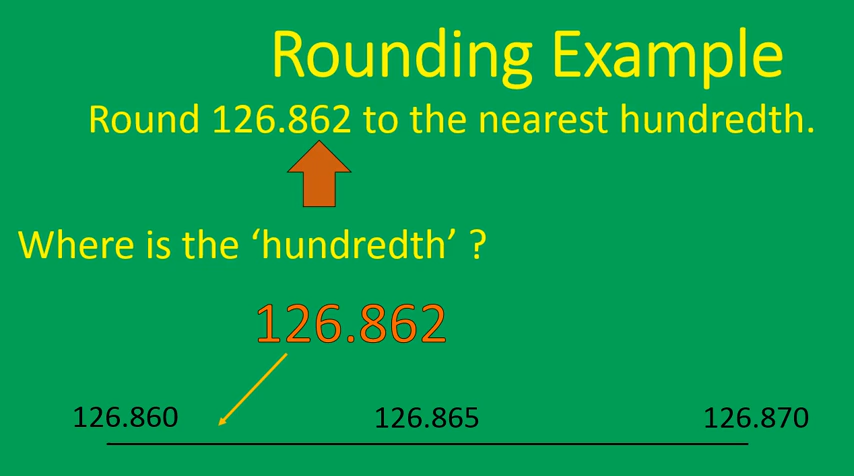 Rounding Example
Round 126.862 to the nearest hundredth.
Where is the ‘hundredth’ ?
126.862
126.860 126.865 126.870